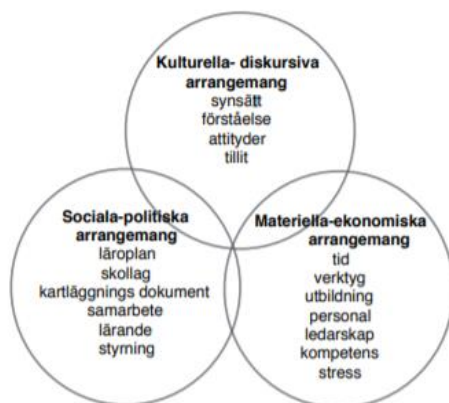 Kulturella- diskursiva
arrangemang
synsätt
förståelse
attityder
tillit
Sociala-politiska
arrangemang
läroplan
skollag
kartläggnings dokument
samarbete
lärande
styrning
Materiella-ekonomiska
arrangemang
tid
verktyg
utbildning
personal
ledarskap
kompetens
stress